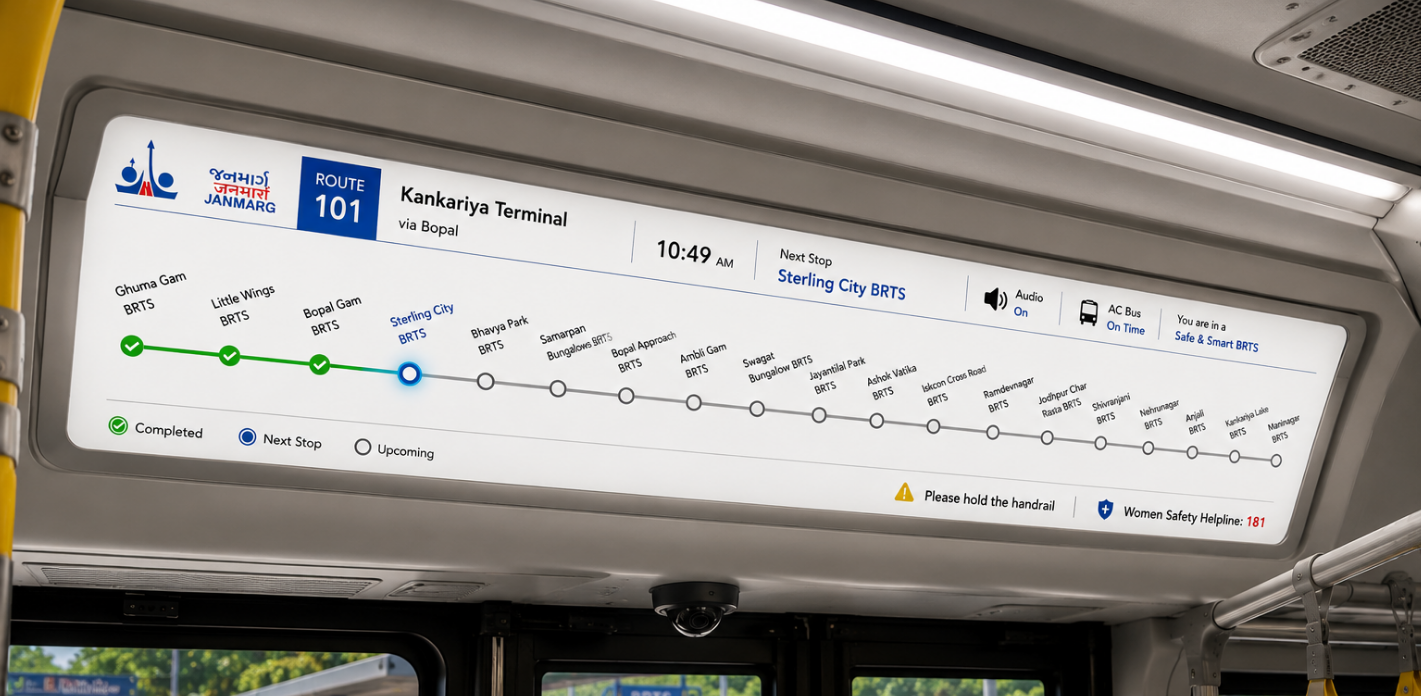 જનમાર્ગ
जनमार्ग
JANMARG
ROUTE
101
Kankariya Terminal
via Bopal
10:49 AM
Next Stop
Sterling City BRTS
Audio
On
AC Bus
On Time
You are in a
Safe & Smart BRTS
Ghuma Gam
BRTS
Little Wings
BRTS
Bopal Gam
BRTS
Sterling City
BRTS
Bhavya Park
BRTS
Samarpan
Bungalows BRTS
Bopal Approach
BRTS
Ambli Gam
BRTS
Swagat
Bungalow BRTS
Jayantilal Park
BRTS
Ashok Vatika
BRTS
Iskcon Cross Road
BRTS
Ramdevnagar
BRTS
Jodhpur Char
Rasta BRTS
Shivranjani
BRTS
Nehrunagar
BRTS
Anjali
BRTS
Kankariya Lake
BRTS
Maninagar
BRTS
Completed
Next Stop
Upcoming
Please hold the handrail
Women Safety Helpline: 181
BRTS